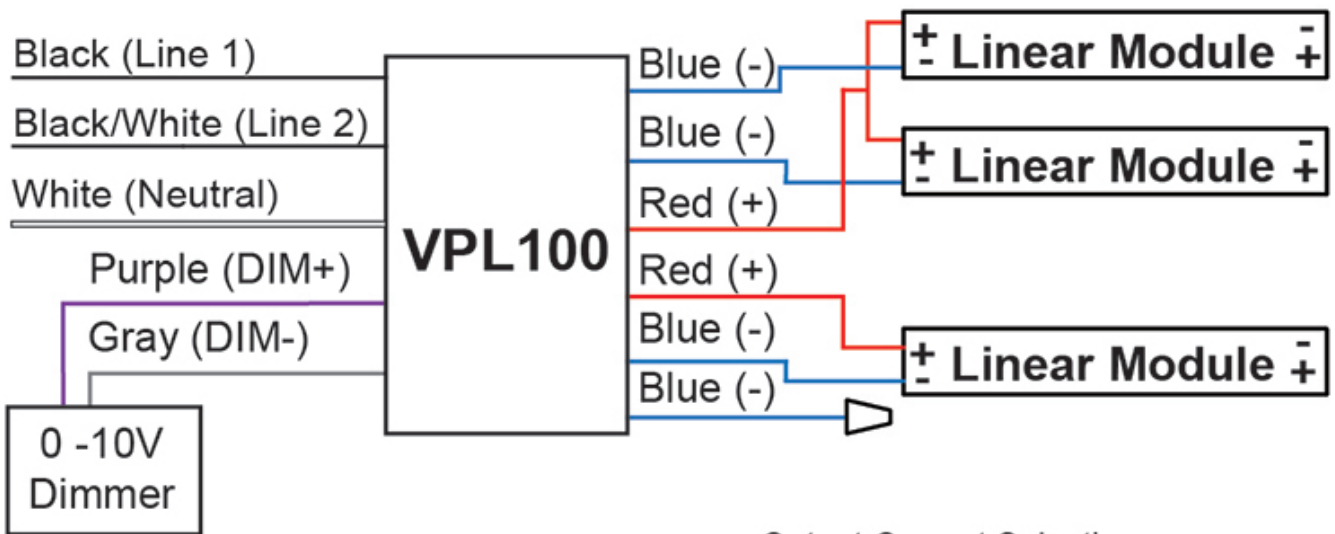 Black (Line 1)
Black/White (Line 2)
White (Neutral)
Purple (DIM+)
Gray (DIM-)
0 -10V
Dimmer
VPL100
Blue (-)
Blue (-)
Red (+)
Red (+)
Blue (-)
Blue (-)
+ - Linear Module - +
+ - Linear Module - +
+ - Linear Module - +